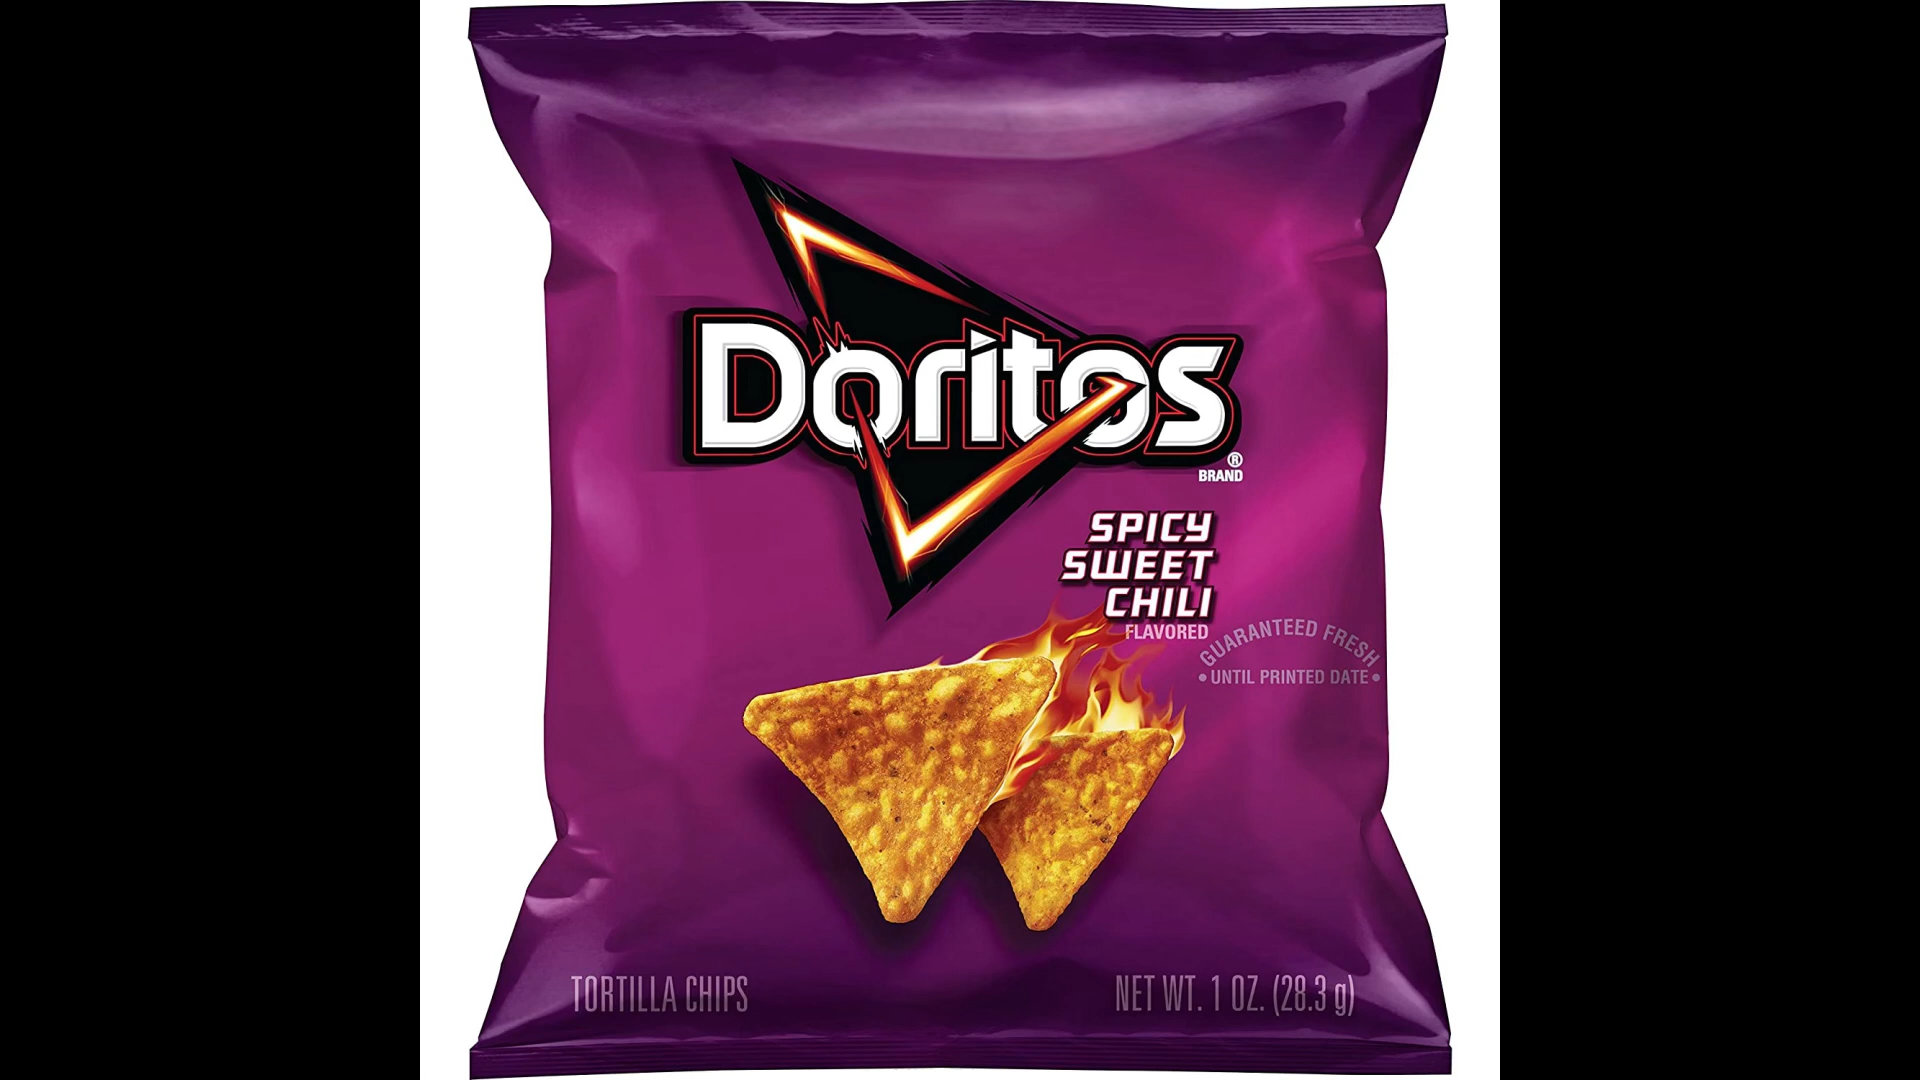 Doritos
®
BRAND
SPICY
SWEET
CHILI
FLAVORED
GUARANTEED FRESH
• UNTIL PRINTED DATE •
TORTILLA CHIPS
NET WT. 1 OZ. (28.3 g)